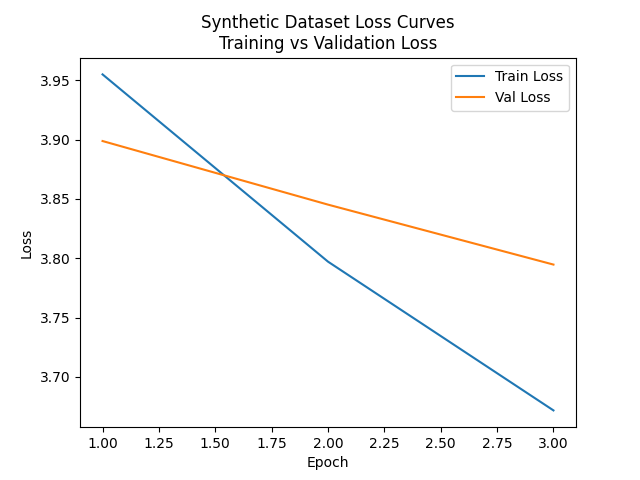 Synthetic Dataset Loss Curves
Training vs Validation Loss
Train Loss
Val Loss
Loss
3.95
3.90
3.85
3.80
3.75
3.70
1.00 1.25 1.50 1.75 2.00 2.25 2.50 2.75 3.00
Epoch